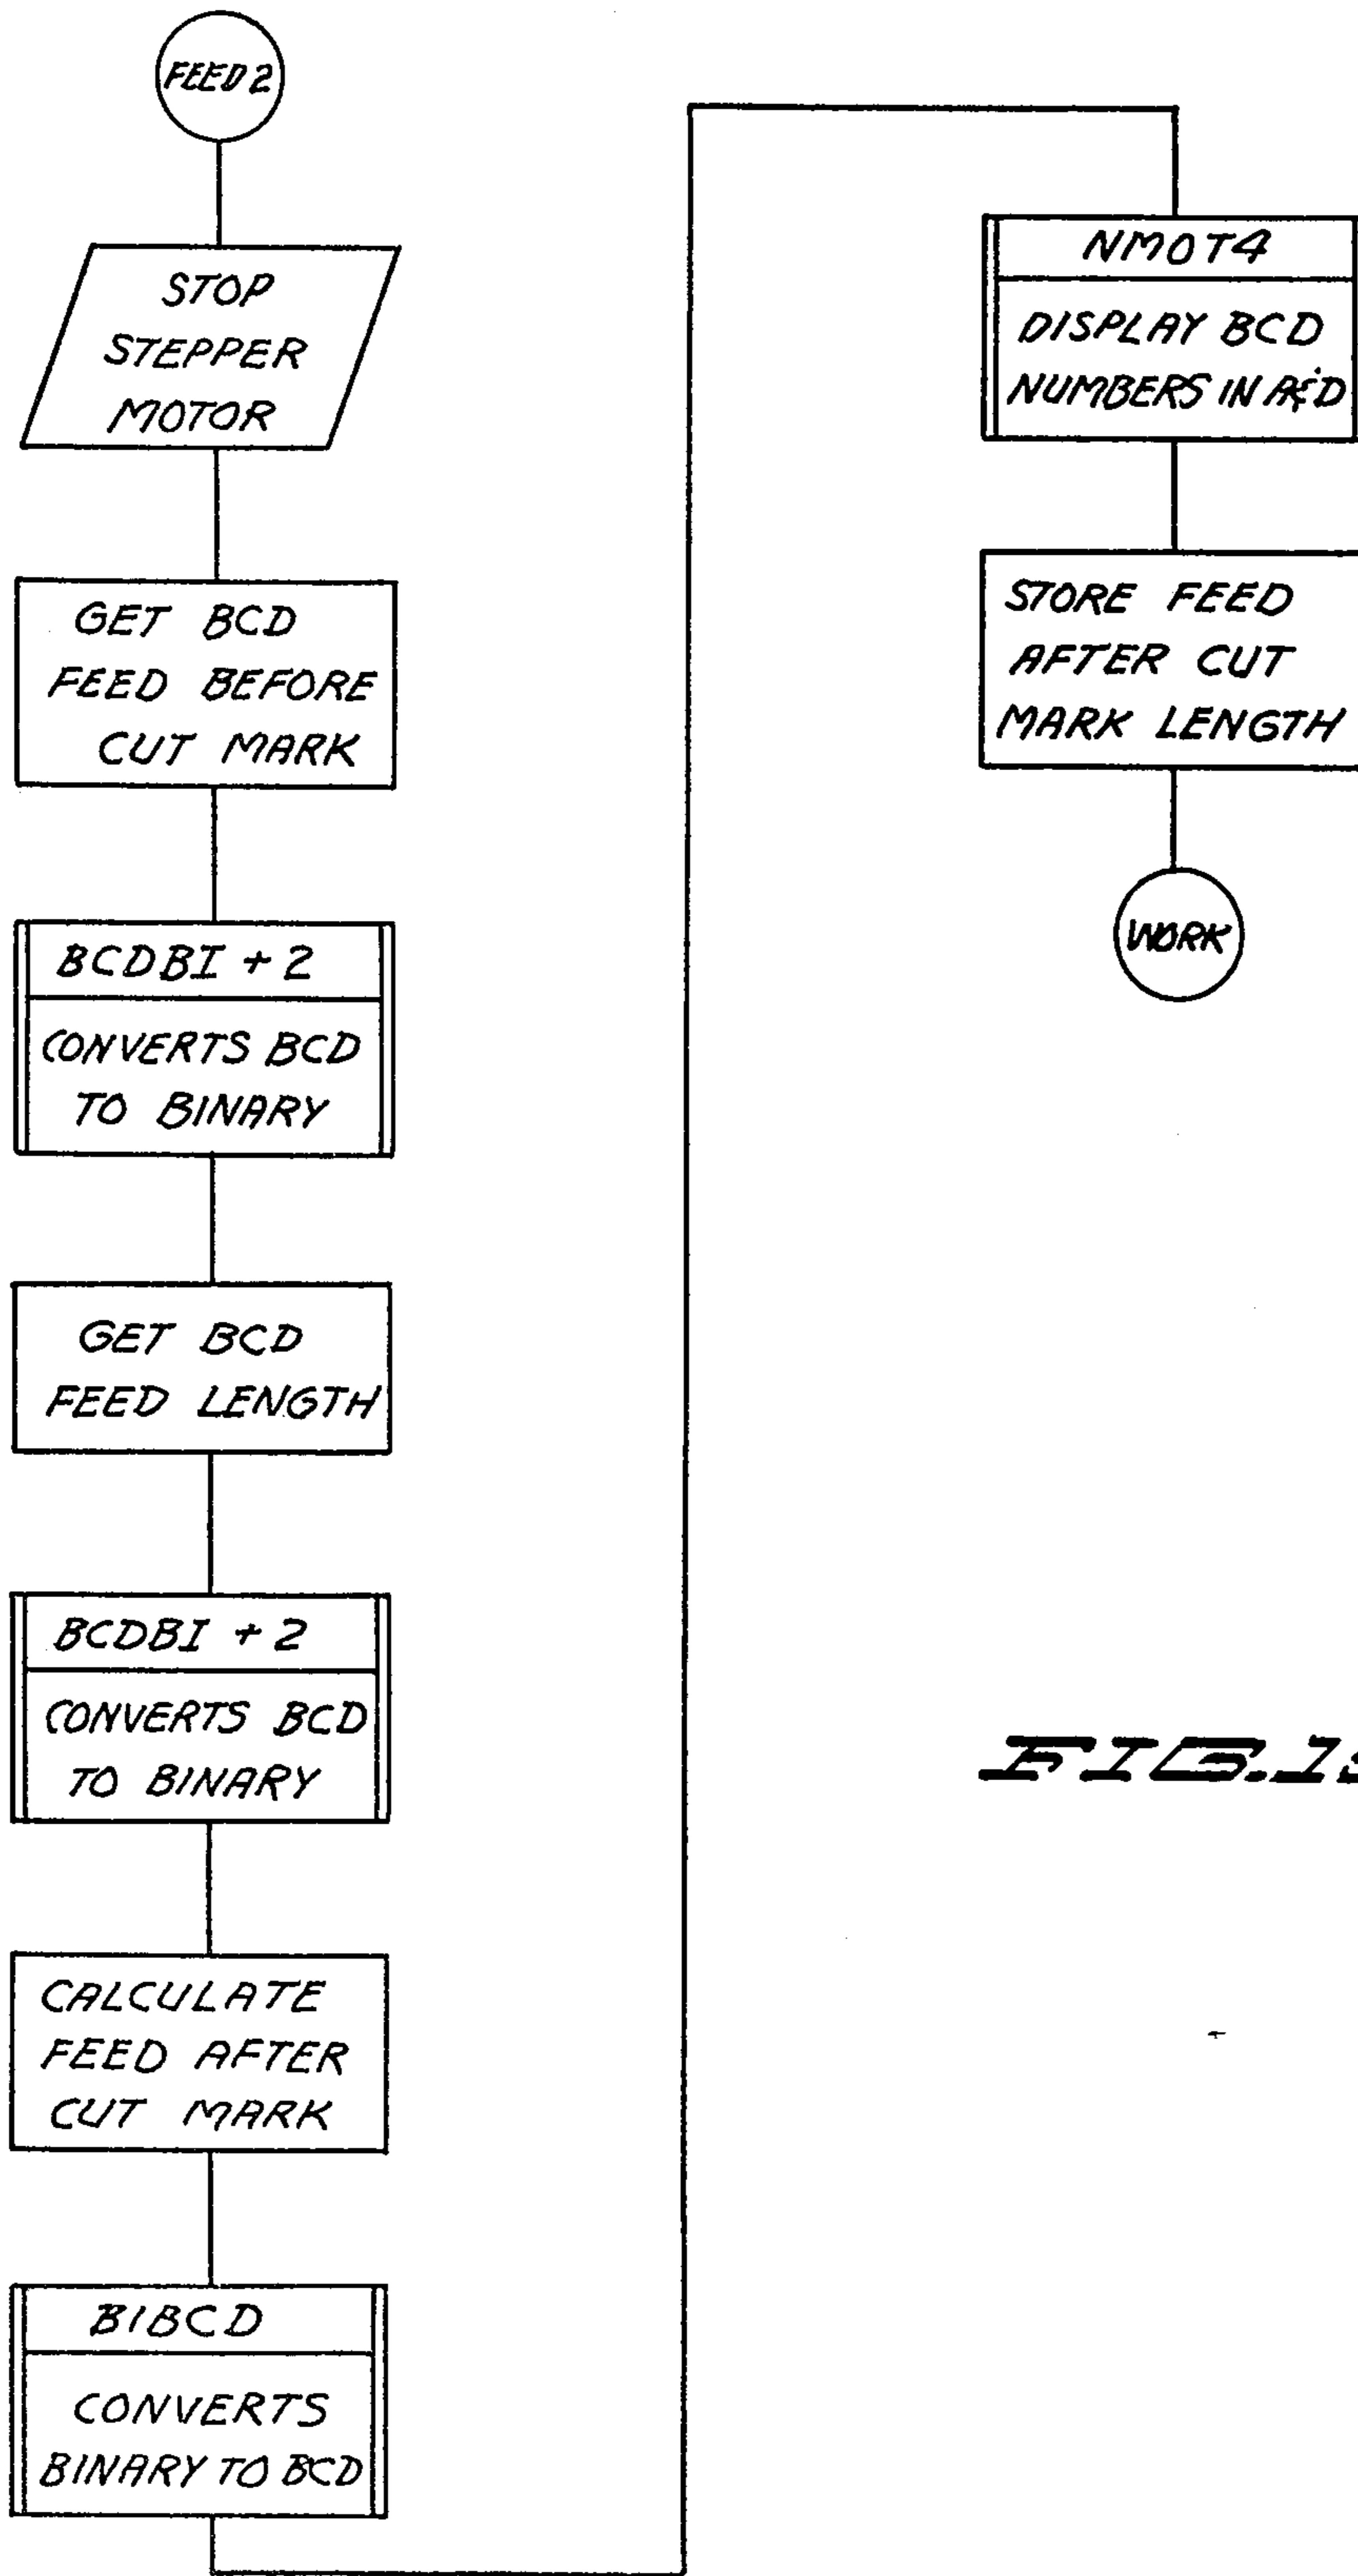 FEED 2
STOP
STEPPER
MOTOR
GET BCD
FEED BEFORE
CUT MARK
BCDBI + 2
CONVERTS BCD
TO BINARY
GET BCD
FEED LENGTH
BCDBI + 2
CONVERTS BCD
TO BINARY
CALCULATE
FEED AFTER
CUT MARK
BIBCD
CONVERTS
BINARY TO BCD
NMOT4
DISPLAY BCD
NUMBERS IN A&D
STORE FEED
AFTER CUT
MARK LENGTH
WORK
FIG.